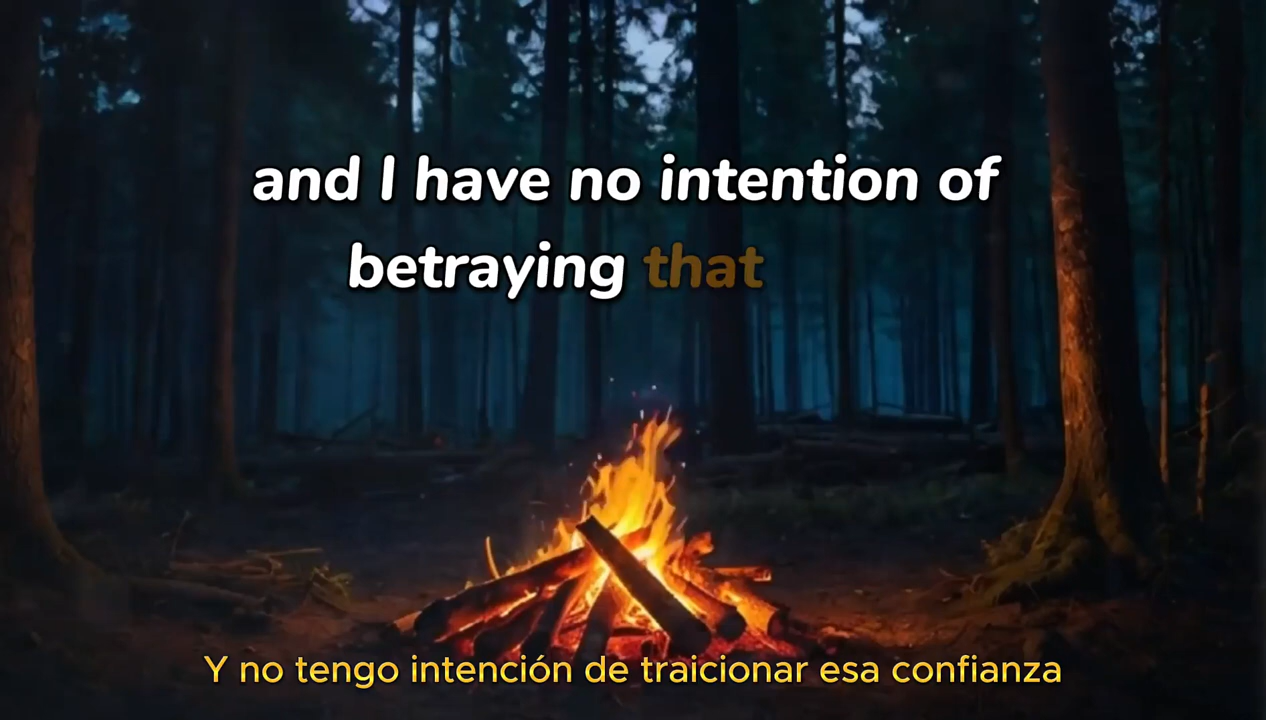 and I have no intention of
betraying that
Y no tengo intención de traicionar esa confianza